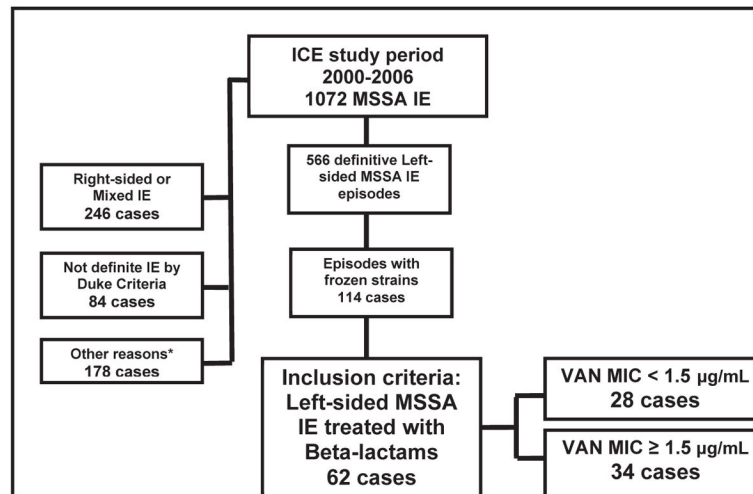 ICE study period
2000-2006
1072 MSSA IE
566 definitive Left-
sided MSSA IE
episodes
Right-sided or
Mixed IE
246 cases
Not definite IE by
Duke Criteria
84 cases
Episodes with
frozen strains
114 cases
Other reasons*
178 cases
Inclusion criteria:
Left-sided MSSA
IE treated with
Beta-lactams
62 cases
VAN MIC < 1.5 µg/mL
28 cases
VAN MIC ≥ 1.5 µg/mL
34 cases